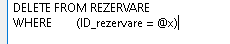 DELETE FROM REZERVARE
WHERE (ID_rezervare = @x)